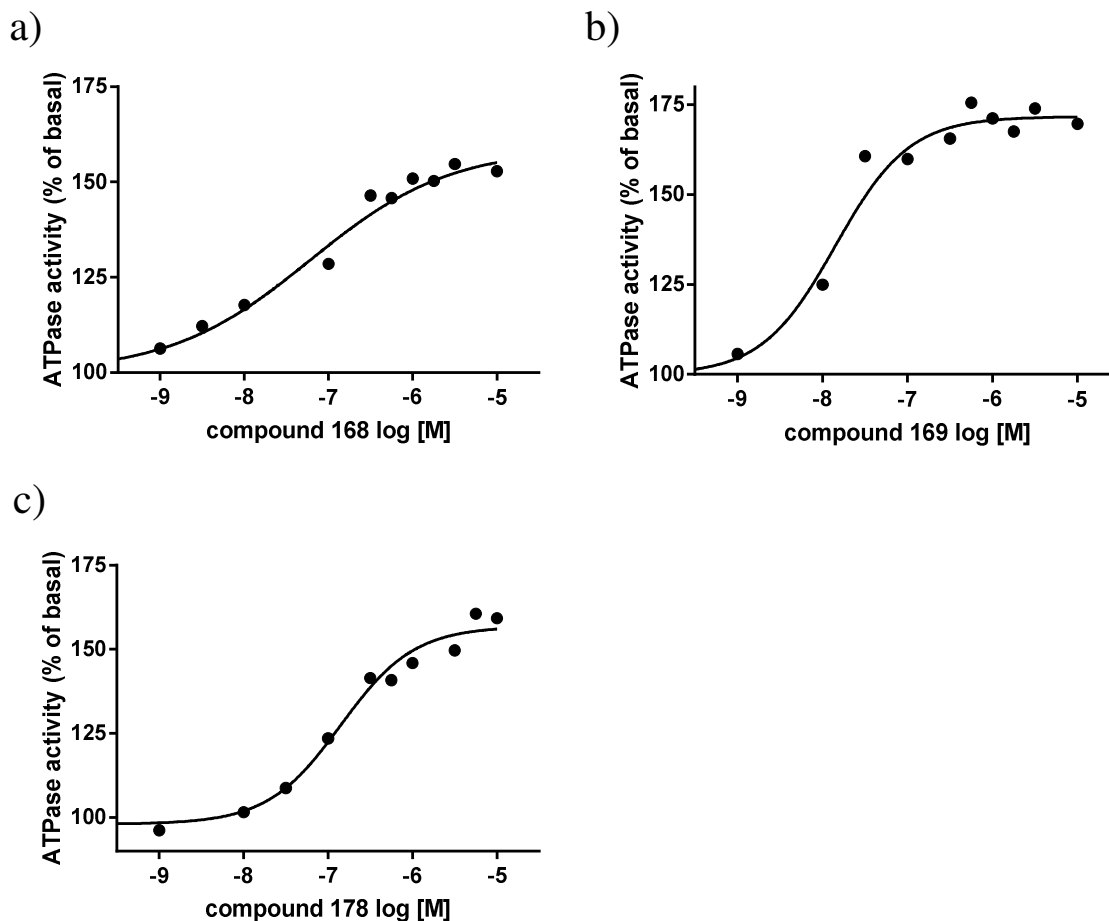 a)
175
150
125
100
ATPase activity (% of basal)
-9 -8 -7 -6 -5
compound 168 log [M]
b)
175
150
125
100
ATPase activity (% of basal)
-9 -8 -7 -6 -5
compound 169 log [M]
c)
175
150
125
100
ATPase activity (% of basal)
-9 -8 -7 -6 -5
compound 178 log [M]